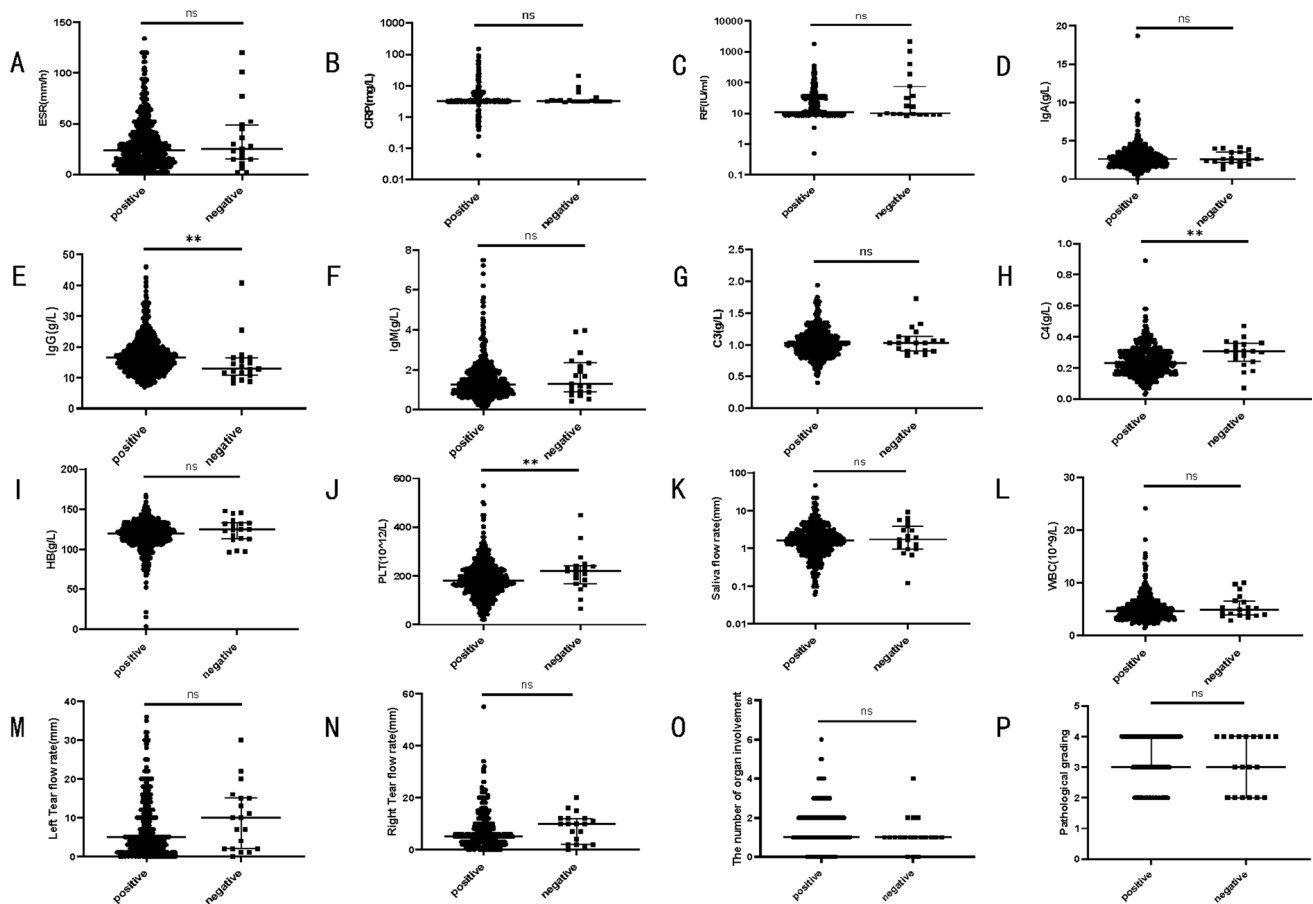 A
ESR(mm/h)
150
100
50
0
ns
positive
negative
B
CRP(mg/L)
1000
100
10
1
0.1
0.01
ns
positive
negative
C
RF(IU/ml)
10000
1000
100
10
1
0.1
ns
positive
negative
D
IgA(g/L)
20
15
10
5
0
ns
positive
negative
E
IgG(g/L)
50
40
30
20
10
0
**
positive
negative
F
IgM(g/L)
8
6
4
2
0
ns
positive
negative
G
C3(g/L)
2.5
2.0
1.5
1.0
0.5
0.0
ns
positive
negative
H
C4(g/L)
1.0
0.8
0.6
0.4
0.2
0.0
**
positive
negative
I
HB(g/L)
200
150
100
50
0
ns
positive
negative
J
PLT(10^12/L)
600
400
200
0
**
positive
negative
K
Saliva flow rate(mm)
100
10
1
0.1
0.01
ns
positive
negative
L
WBC(10^9/L)
30
20
10
0
ns
positive
negative
M
Left Tear flow rate(mm)
40
30
20
10
0
ns
positive
negative
N
Right Tear flow rate(mm)
60
40
20
0
ns
positive
negative
O
The number of organ involvement
8
6
4
2
0
ns
positive
negative
P
Pathological grading
5
4
3
2
1
0
ns
positive
negative